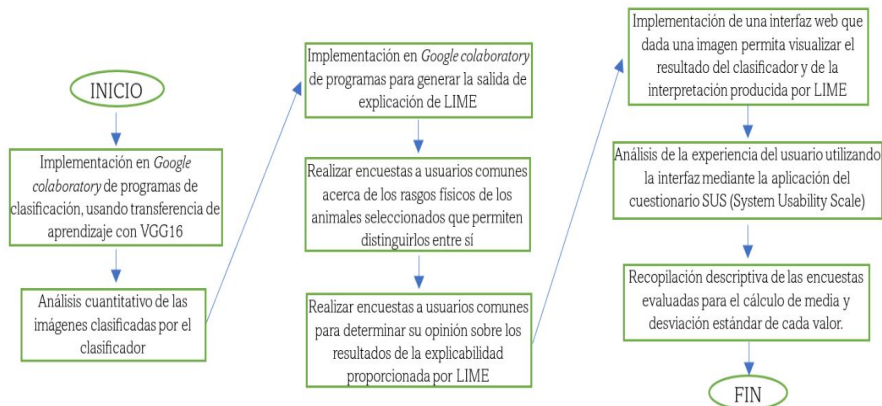 INICIO
Implementación en Google
colaboratory de programas de
clasificación, usando transferencia de
aprendizaje con VGG16
Análisis cuantitativo de las
imágenes clasificadas por el
clasificador
Implementación en Google colaboratory
de programas para generar la salida de
explicación de LIME
Realizar encuestas a usuarios comunes
acerca de los rasgos físicos de los
animales seleccionados que permiten
distinguirlos entre sí
Realizar encuestas a usuarios comunes
para determinar su opinión sobre los
resultados de la explicabilidad
proporcionada por LIME
Implementación de una interfaz web que
dada una imagen permita visualizar el
resultado del clasificador y de la
interpretación producida por LIME
Análisis de la experiencia del usuario utilizando
la interfaz mediante la aplicación del
cuestionario SUS (System Usability Scale)
Recopilación descriptiva de las encuestas
evaluadas para el cálculo de media y
desviación estándar de cada valor.
FIN